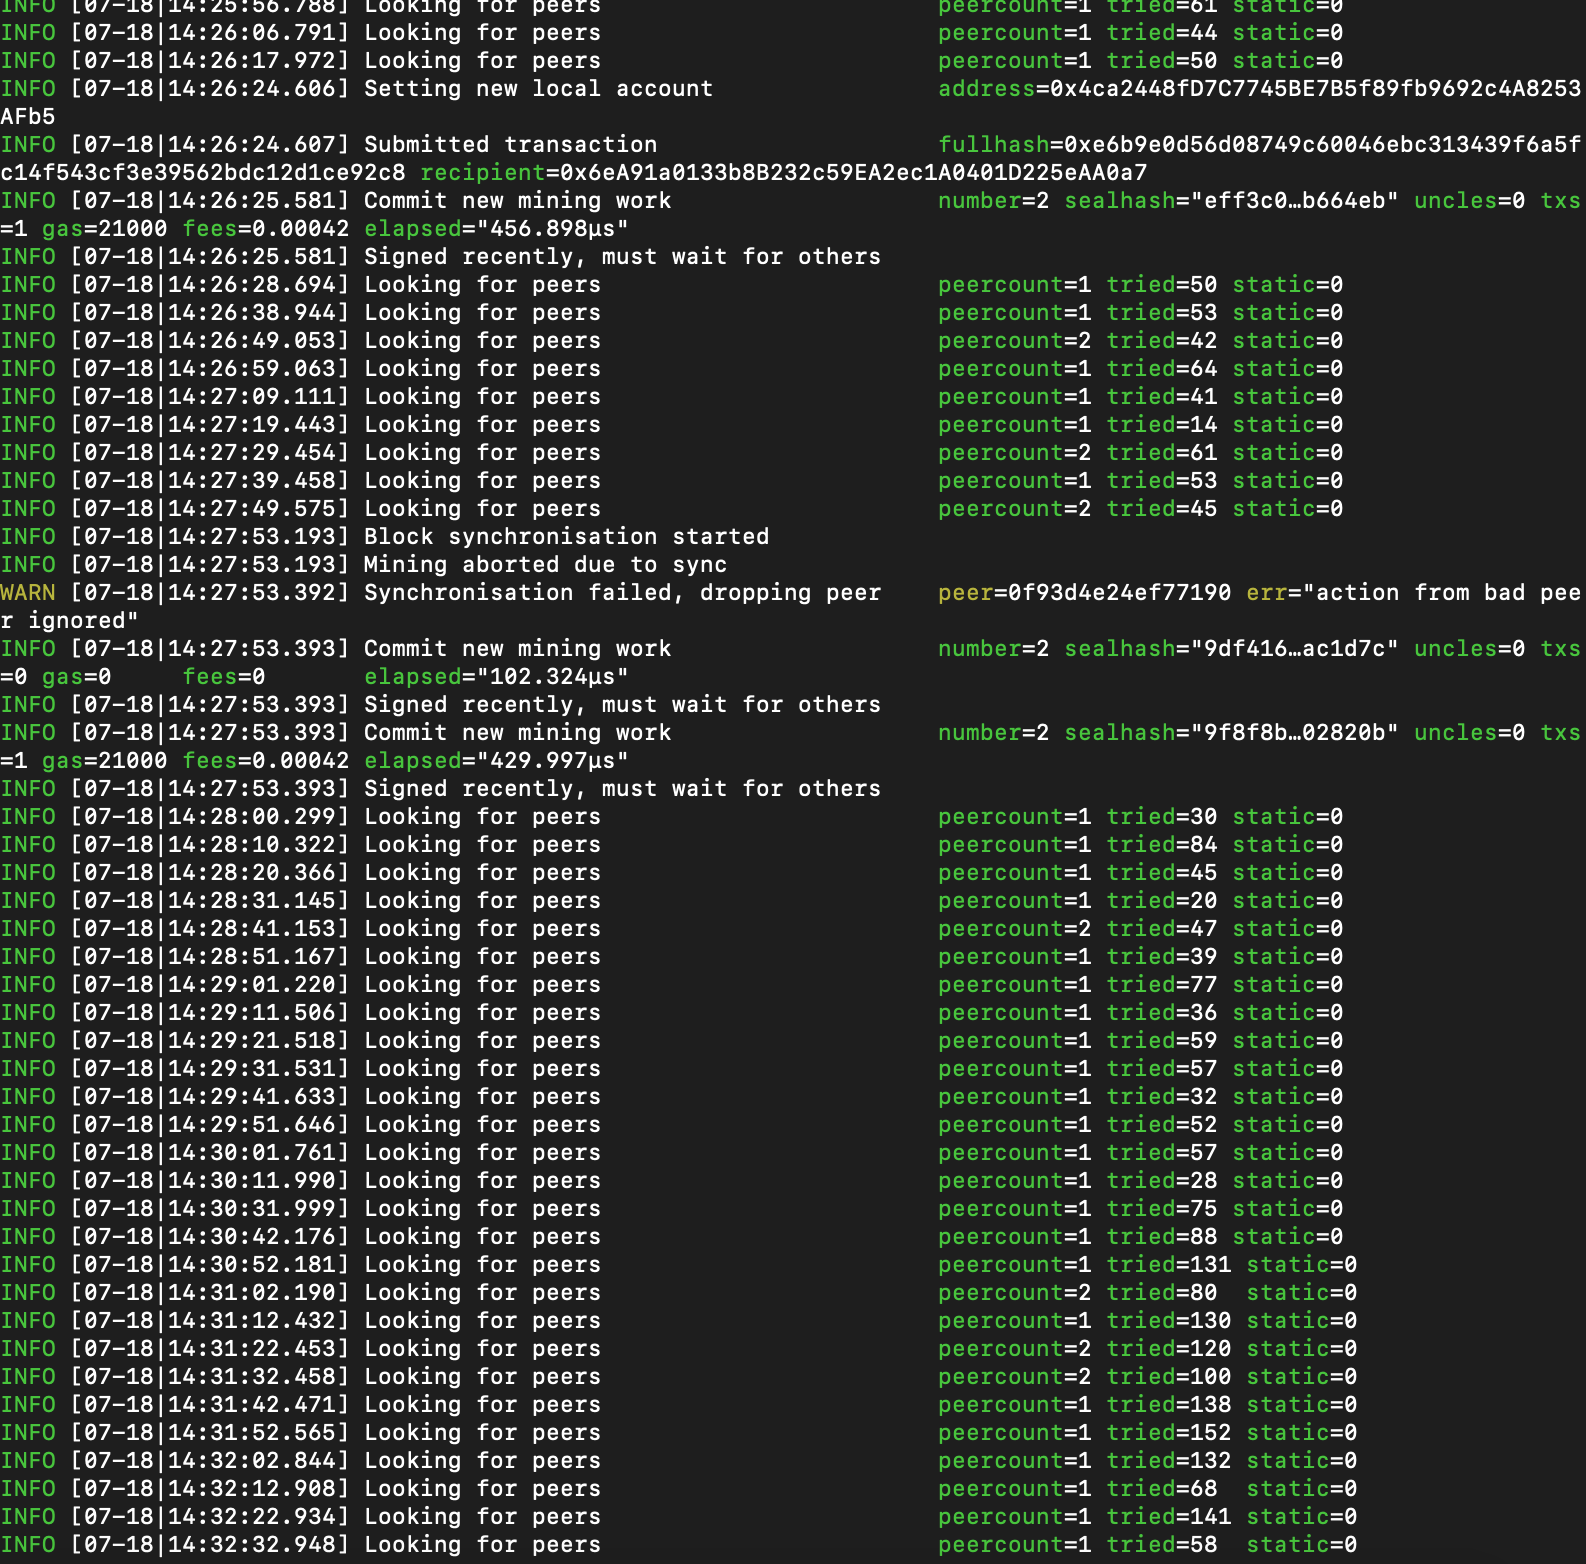 INFO [07-18|14:25:56.788] Looking for peers                        peercount=1 tried=61 static=0
INFO [07-18|14:26:06.791] Looking for peers                        peercount=1 tried=44 static=0
INFO [07-18|14:26:17.972] Looking for peers                        peercount=1 tried=50 static=0
INFO [07-18|14:26:24.606] Setting new local account                address=0x4ca2448fD7C7745BE7B5f89fb9692c4A8253
AFb5
INFO [07-18|14:26:24.607] Submitted transaction                    fullhash=0xe6b9e0d56d08749c60046ebc313439f6a5f
c14f543cf3e39562bdc12d1ce92c8 recipient=0x6eA91a0133b8B232c59EA2ec1A0401D225eAA0a7
INFO [07-18|14:26:25.581] Commit new mining work                   number=2 sealhash="eff3c0…b664eb" uncles=0 txs
=1 gas=21000 fees=0.00042 elapsed="456.898µs"
INFO [07-18|14:26:25.581] Signed recently, must wait for others
INFO [07-18|14:26:28.694] Looking for peers                        peercount=1 tried=50 static=0
INFO [07-18|14:26:38.944] Looking for peers                        peercount=1 tried=53 static=0
INFO [07-18|14:26:49.053] Looking for peers                        peercount=2 tried=42 static=0
INFO [07-18|14:26:59.063] Looking for peers                        peercount=1 tried=64 static=0
INFO [07-18|14:27:09.111] Looking for peers                        peercount=1 tried=41 static=0
INFO [07-18|14:27:19.443] Looking for peers                        peercount=1 tried=14 static=0
INFO [07-18|14:27:29.454] Looking for peers                        peercount=2 tried=61 static=0
INFO [07-18|14:27:39.458] Looking for peers                        peercount=1 tried=53 static=0
INFO [07-18|14:27:49.575] Looking for peers                        peercount=2 tried=45 static=0
INFO [07-18|14:27:53.193] Block synchronisation started
INFO [07-18|14:27:53.193] Mining aborted due to sync
WARN [07-18|14:27:53.392] Synchronisation failed, dropping peer    peer=0f93d4e24ef77190 err="action from bad pee
r ignored"
INFO [07-18|14:27:53.393] Commit new mining work                   number=2 sealhash="9df416…ac1d7c" uncles=0 txs
=0 gas=0     fees=0       elapsed="102.324µs"
INFO [07-18|14:27:53.393] Signed recently, must wait for others
INFO [07-18|14:27:53.393] Commit new mining work                   number=2 sealhash="9f8f8b…02820b" uncles=0 txs
=1 gas=21000 fees=0.00042 elapsed="429.997µs"
INFO [07-18|14:27:53.393] Signed recently, must wait for others
INFO [07-18|14:28:00.299] Looking for peers                        peercount=1 tried=30 static=0
INFO [07-18|14:28:10.322] Looking for peers                        peercount=1 tried=84 static=0
INFO [07-18|14:28:20.366] Looking for peers                        peercount=1 tried=45 static=0
INFO [07-18|14:28:31.145] Looking for peers                        peercount=1 tried=20 static=0
INFO [07-18|14:28:41.153] Looking for peers                        peercount=2 tried=47 static=0
INFO [07-18|14:28:51.167] Looking for peers                        peercount=1 tried=39 static=0
INFO [07-18|14:29:01.220] Looking for peers                        peercount=1 tried=77 static=0
INFO [07-18|14:29:11.506] Looking for peers                        peercount=1 tried=36 static=0
INFO [07-18|14:29:21.518] Looking for peers                        peercount=1 tried=59 static=0
INFO [07-18|14:29:31.531] Looking for peers                        peercount=1 tried=57 static=0
INFO [07-18|14:29:41.633] Looking for peers                        peercount=1 tried=32 static=0
INFO [07-18|14:29:51.646] Looking for peers                        peercount=1 tried=52 static=0
INFO [07-18|14:30:01.761] Looking for peers                        peercount=1 tried=57 static=0
INFO [07-18|14:30:11.990] Looking for peers                        peercount=1 tried=28 static=0
INFO [07-18|14:30:31.999] Looking for peers                        peercount=1 tried=75 static=0
INFO [07-18|14:30:42.176] Looking for peers                        peercount=1 tried=88 static=0
INFO [07-18|14:30:52.181] Looking for peers                        peercount=1 tried=131 static=0
INFO [07-18|14:31:02.190] Looking for peers                        peercount=2 tried=80  static=0
INFO [07-18|14:31:12.432] Looking for peers                        peercount=1 tried=130 static=0
INFO [07-18|14:31:22.453] Looking for peers                        peercount=2 tried=120 static=0
INFO [07-18|14:31:32.458] Looking for peers                        peercount=2 tried=100 static=0
INFO [07-18|14:31:42.471] Looking for peers                        peercount=1 tried=138 static=0
INFO [07-18|14:31:52.565] Looking for peers                        peercount=1 tried=152 static=0
INFO [07-18|14:32:02.844] Looking for peers                        peercount=1 tried=132 static=0
INFO [07-18|14:32:12.908] Looking for peers                        peercount=1 tried=68  static=0
INFO [07-18|14:32:22.934] Looking for peers                        peercount=1 tried=141 static=0
INFO [07-18|14:32:32.948] Looking for peers                        peercount=1 tried=58  static=0